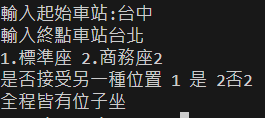 輸入起始車站:台中
輸入終點車站台北
1.標準座 2.商務座2
是否接受另一種位置 1 是 2否2
全程皆有位子坐